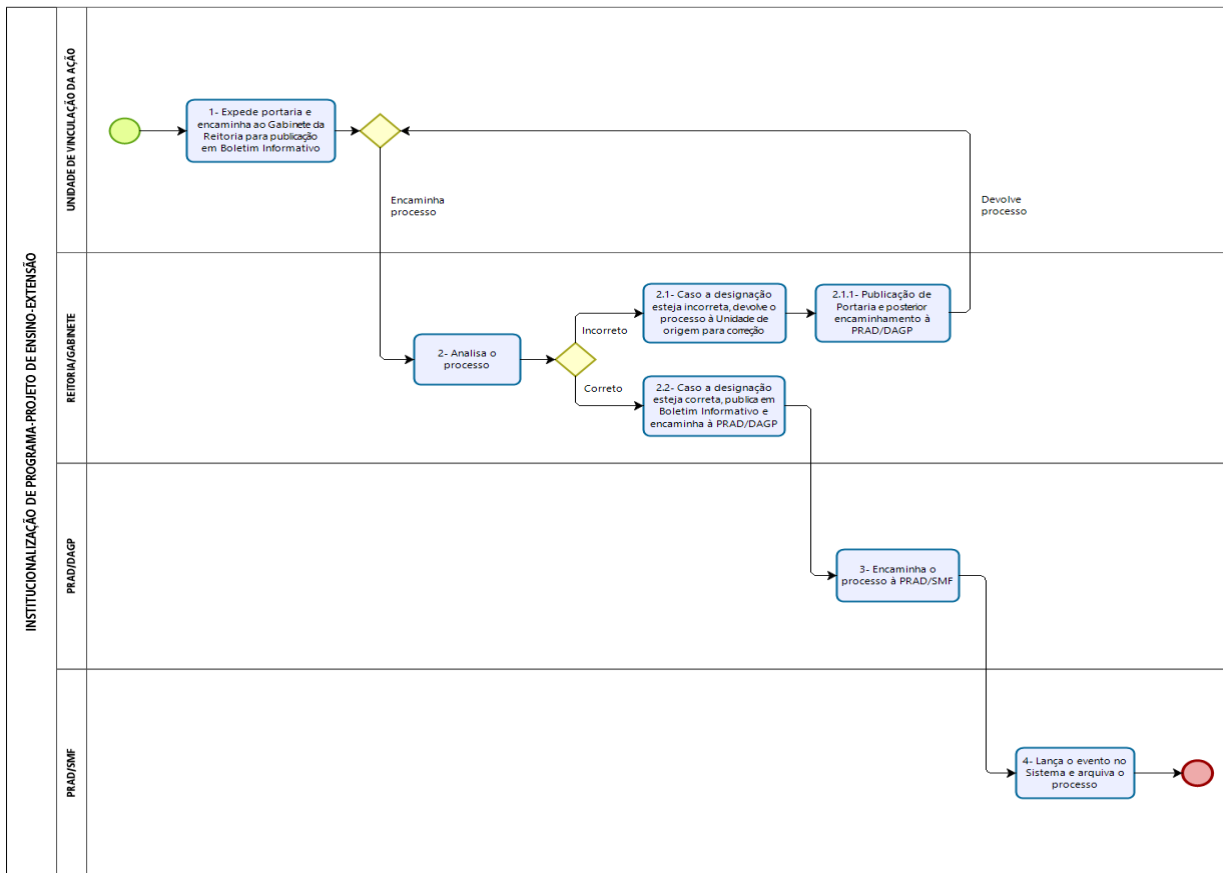 INSTITUCIONALIZAÇÃO DE PROGRAMA-PROJETO DE ENSINO-EXTENSÃO
UNIDADE DE VINCULAÇÃO DA AÇÃO
1- Expede portaria e
encaminha ao Gabinete da
Reitoria para publicação
em Boletim Informativo
Encaminha
processo
Devolve
processo
REITORIA/GABINETE
2- Analisa o
processo
Incorreto
Correto
2.1- Caso a designação
esteja incorreta, devolve o
processo à Unidade de
origem para correção
2.1.1- Publicação de
Portaria e posterior
encaminhamento à
PRAD/DAGP
2.2- Caso a designação
esteja correta, publica em
Boletim Informativo e
encaminha à PRAD/DAGP
PRAD/DAGP
3- Encaminha o
processo à PRAD/SMF
PRAD/SMF
4- Lança o evento no
Sistema e arquiva o
processo